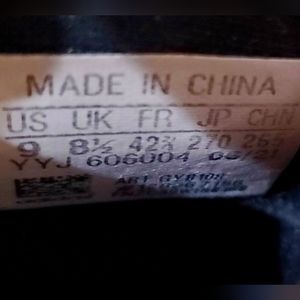 MADE IN CHINA
US UK FR JP CHN
9 8½ 42⅔ 270 265
YYJ 606004 08/21
ART